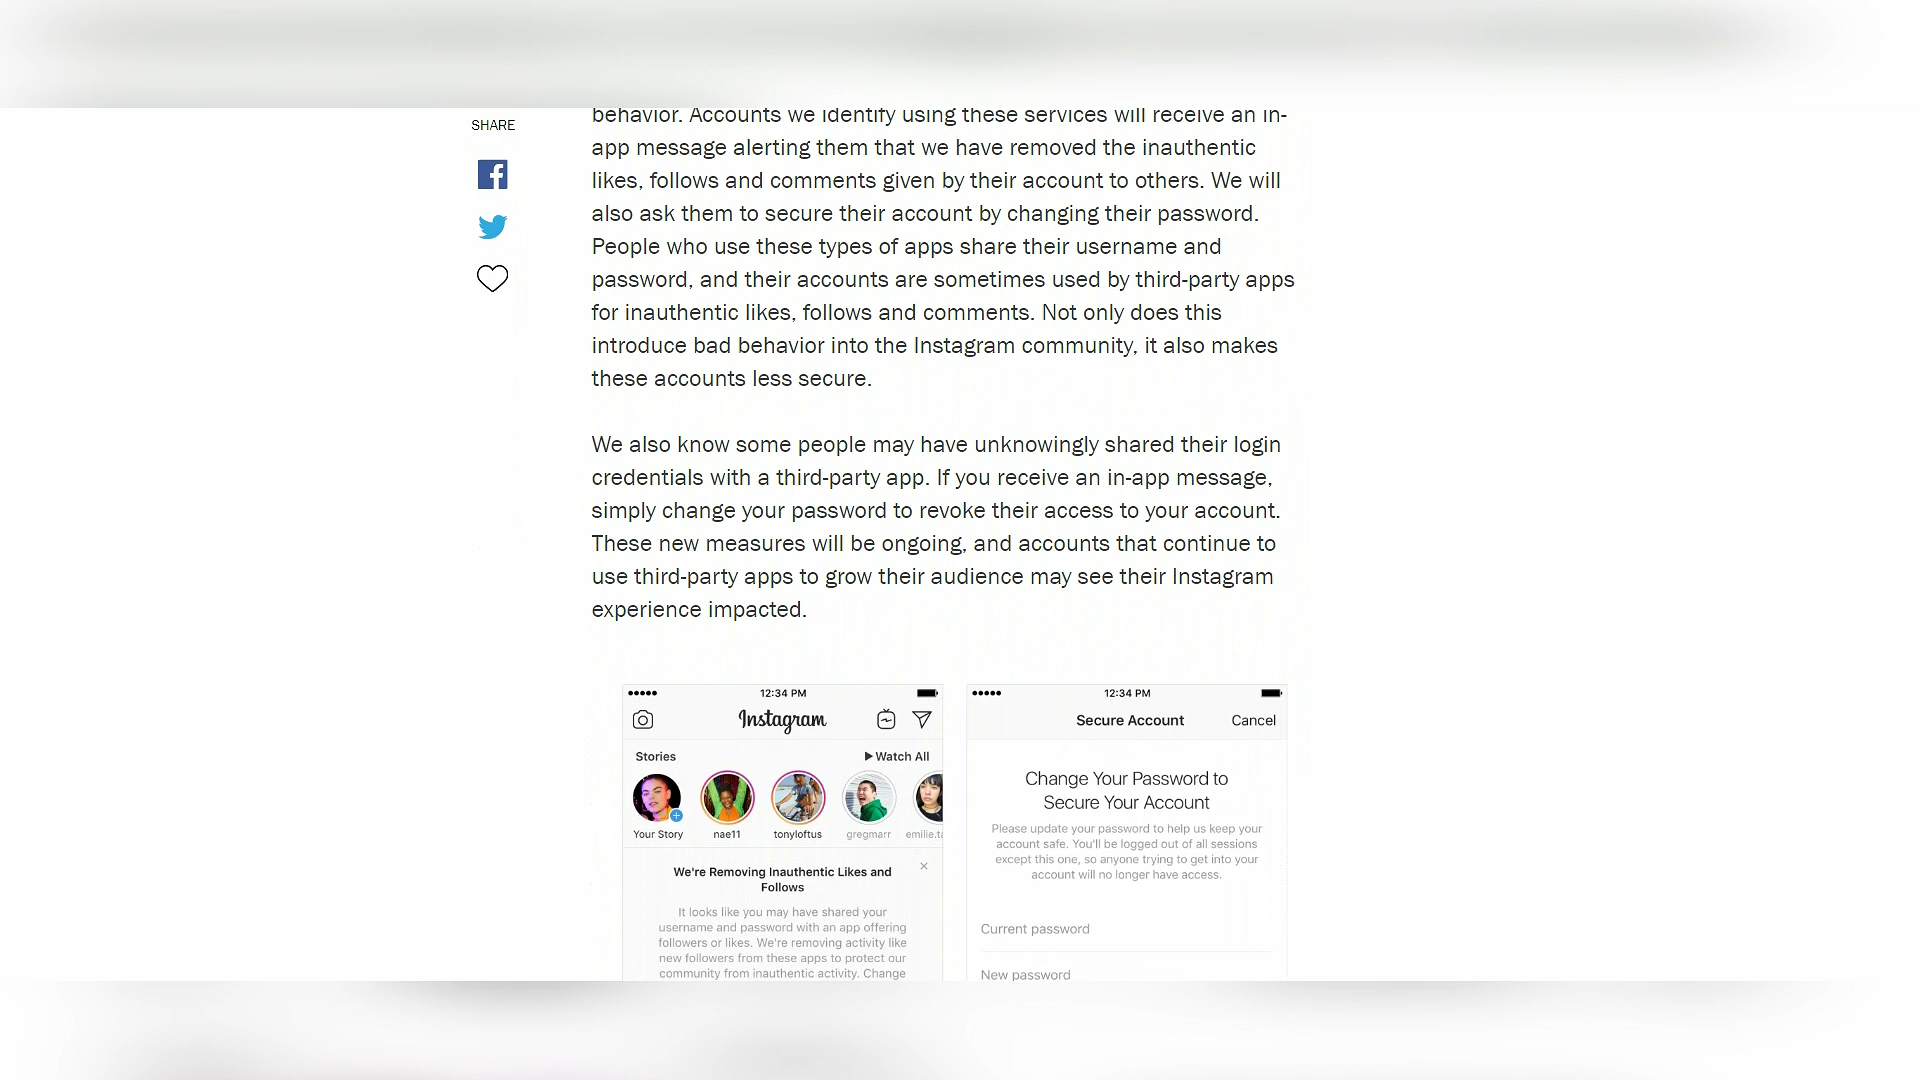 SHARE
behavior. Accounts we identify using these services will receive an in-
app message alerting them that we have removed the inauthentic
likes, follows and comments given by their account to others. We will
also ask them to secure their account by changing their password.
People who use these types of apps share their username and
password, and their accounts are sometimes used by third-party apps
for inauthentic likes, follows and comments. Not only does this
introduce bad behavior into the Instagram community, it also makes
these accounts less secure.
We also know some people may have unknowingly shared their login
credentials with a third-party app. If you receive an in-app message,
simply change your password to revoke their access to your account.
These new measures will be ongoing, and accounts that continue to
use third-party apps to grow their audience may see their Instagram
experience impacted.
12:34 PM
Instagram
Stories
Watch All
Your Story
nae11
tonyloftus
gregmarr
emilie.ta
We're Removing Inauthentic Likes and
Follows
It looks like you may have shared your
username and password with an app offering
followers or likes. We're removing activity like
new followers from these apps to protect our
community from inauthentic activity. Change
12:34 PM
Secure Account
Cancel
Change Your Password to
Secure Your Account
Please update your password to help us keep your
account safe. You'll be logged out of all sessions
except this one, so anyone trying to get into your
account will no longer have access.
Current password
New password